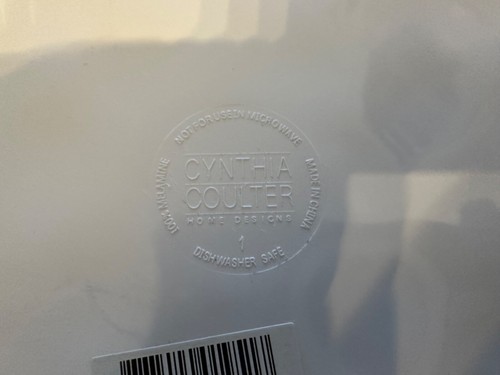 NOT FOR USE IN MICROWAVE
100% MELAMINE
CYNTHIA
COULTER
HOME DESIGNS
1
MADE IN CHINA
DISHWASHER SAFE